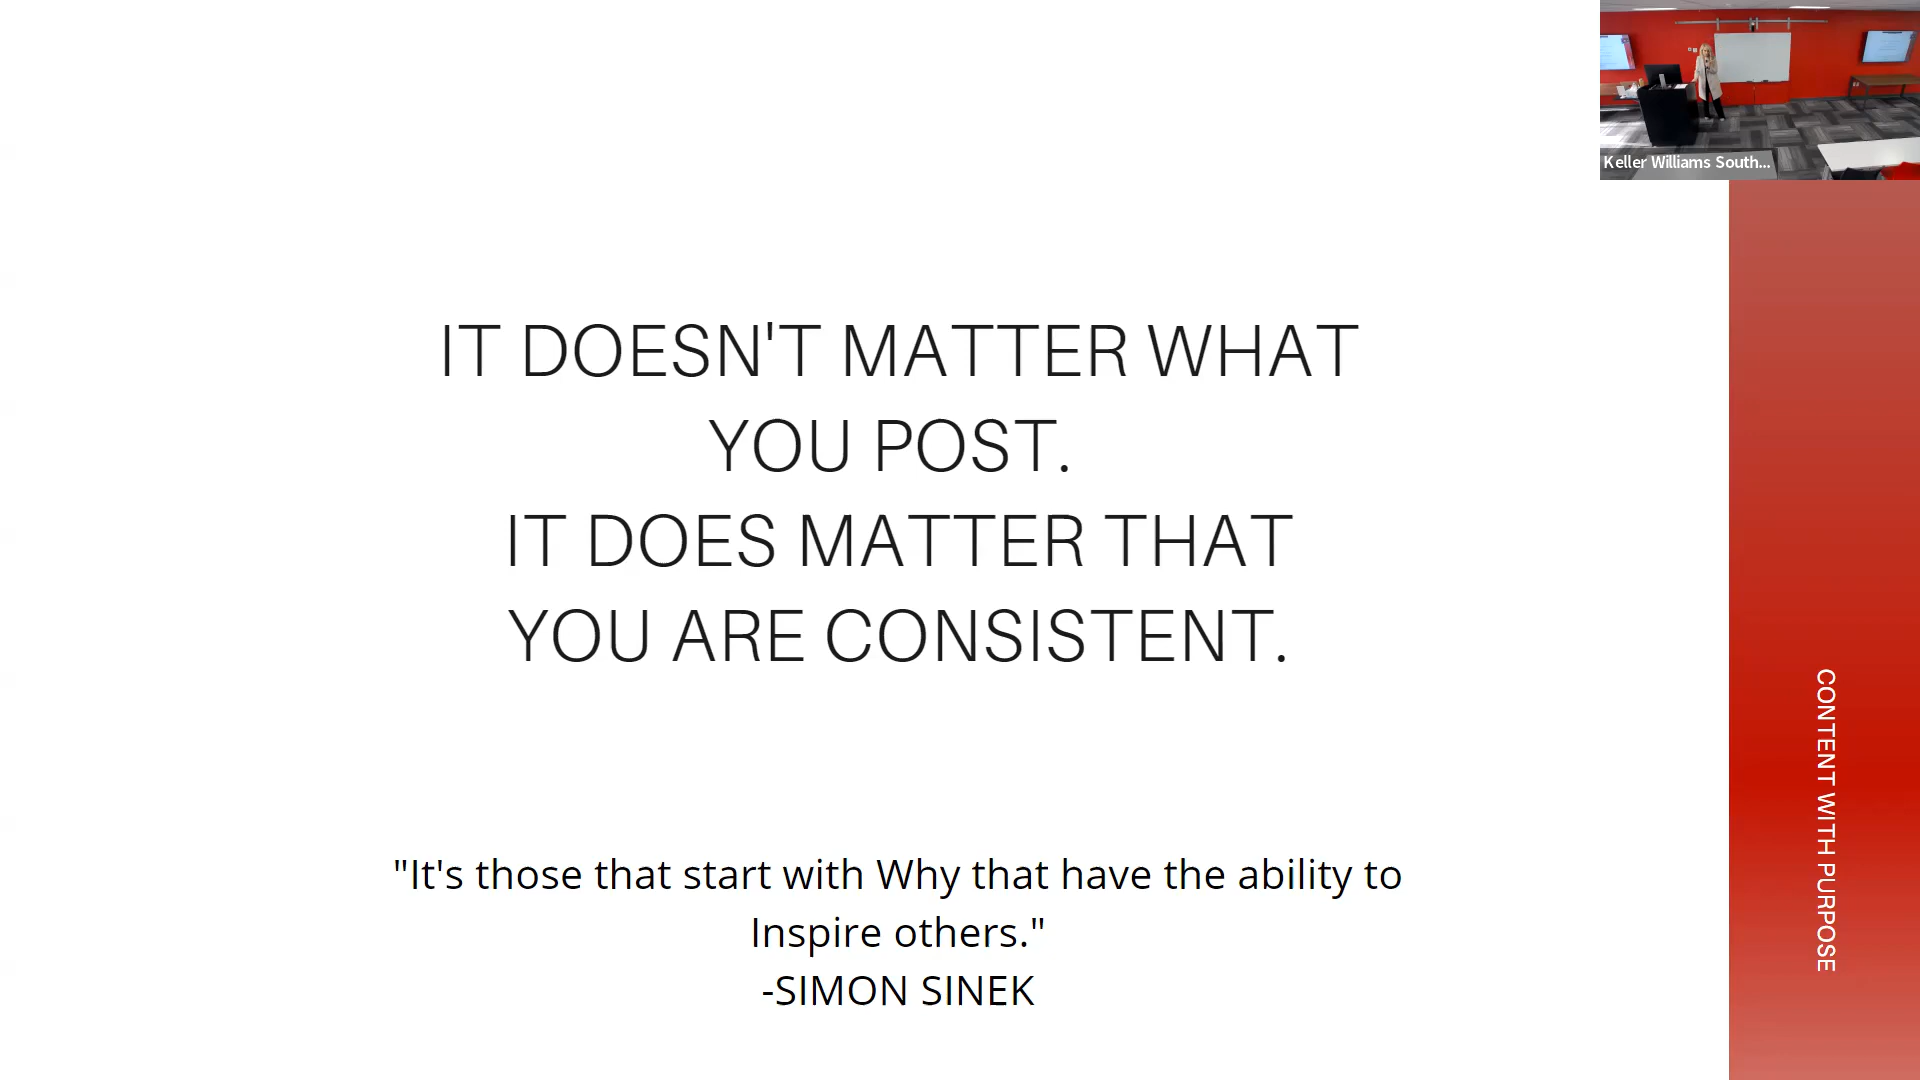 Keller Williams South...
IT DOESN'T MATTER WHAT
YOU POST.
IT DOES MATTER THAT
YOU ARE CONSISTENT.
"It's those that start with Why that have the ability to
Inspire others."
-SIMON SINEK
CONTENT WITH PURPOSE